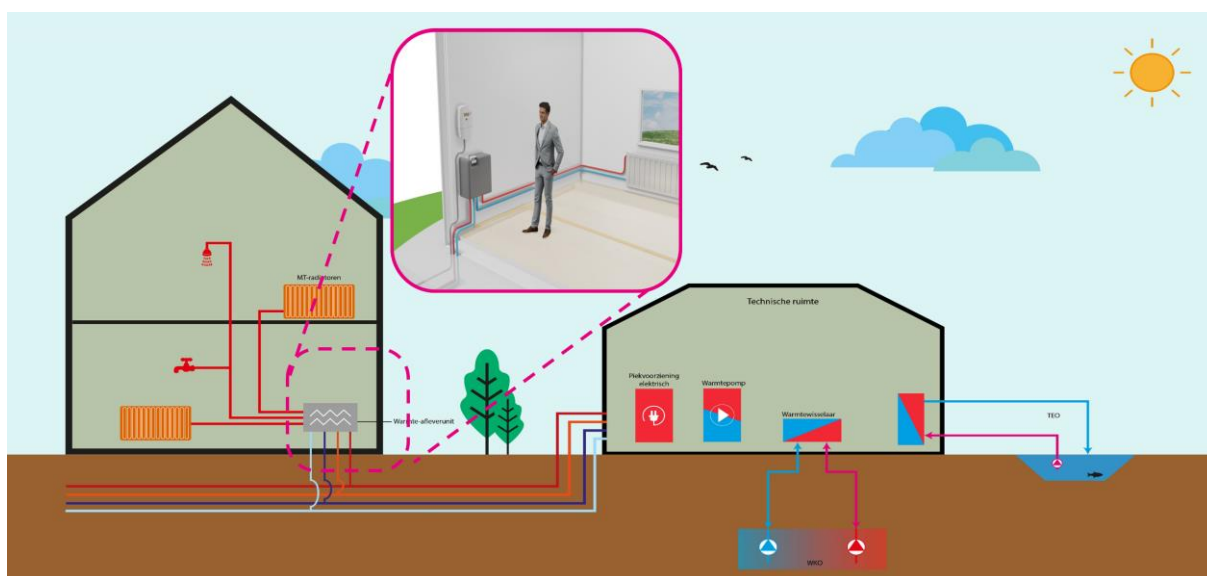 MT-radiatoren
Warmte-afleverunit
Technische ruimte
Piekvoorziening
elektrisch
Warmtepomp
Warmtewisselaar
TEO
WKO